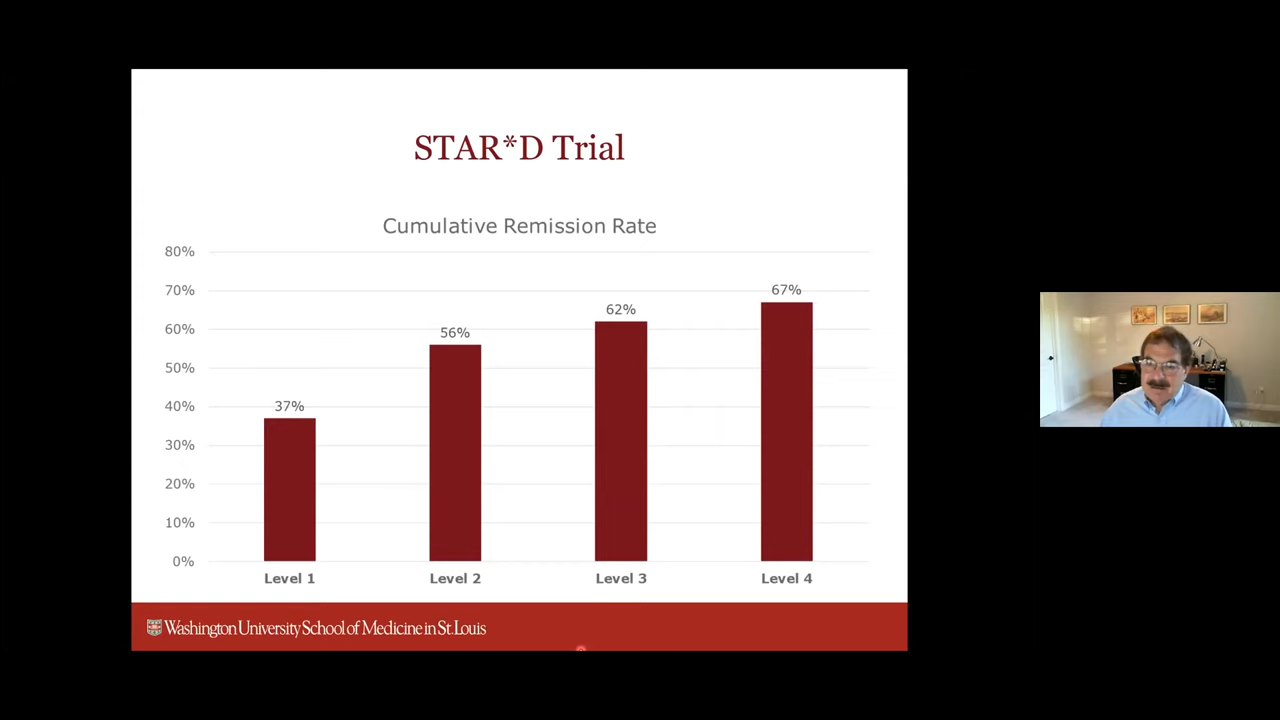 STAR*D Trial
Cumulative Remission Rate
80%
70%
60%
50%
40%
30%
20%
10%
0%
37%
56%
62%
67%
Level 1
Level 2
Level 3
Level 4
Washington University School of Medicine in St. Louis